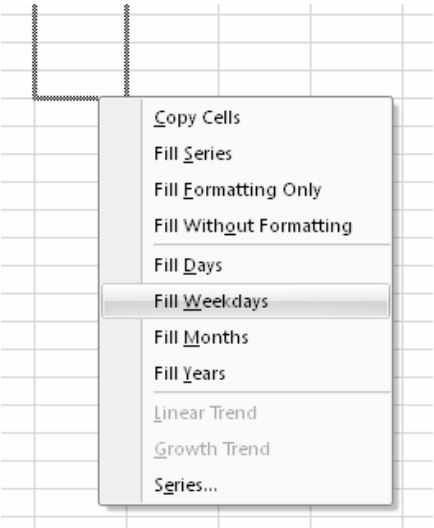 Copy Cells
Fill Series
Fill Formatting Only
Fill Without Formatting
Fill Days
Fill Weekdays
Fill Months
Fill Years
Linear Trend
Growth Trend
Series...